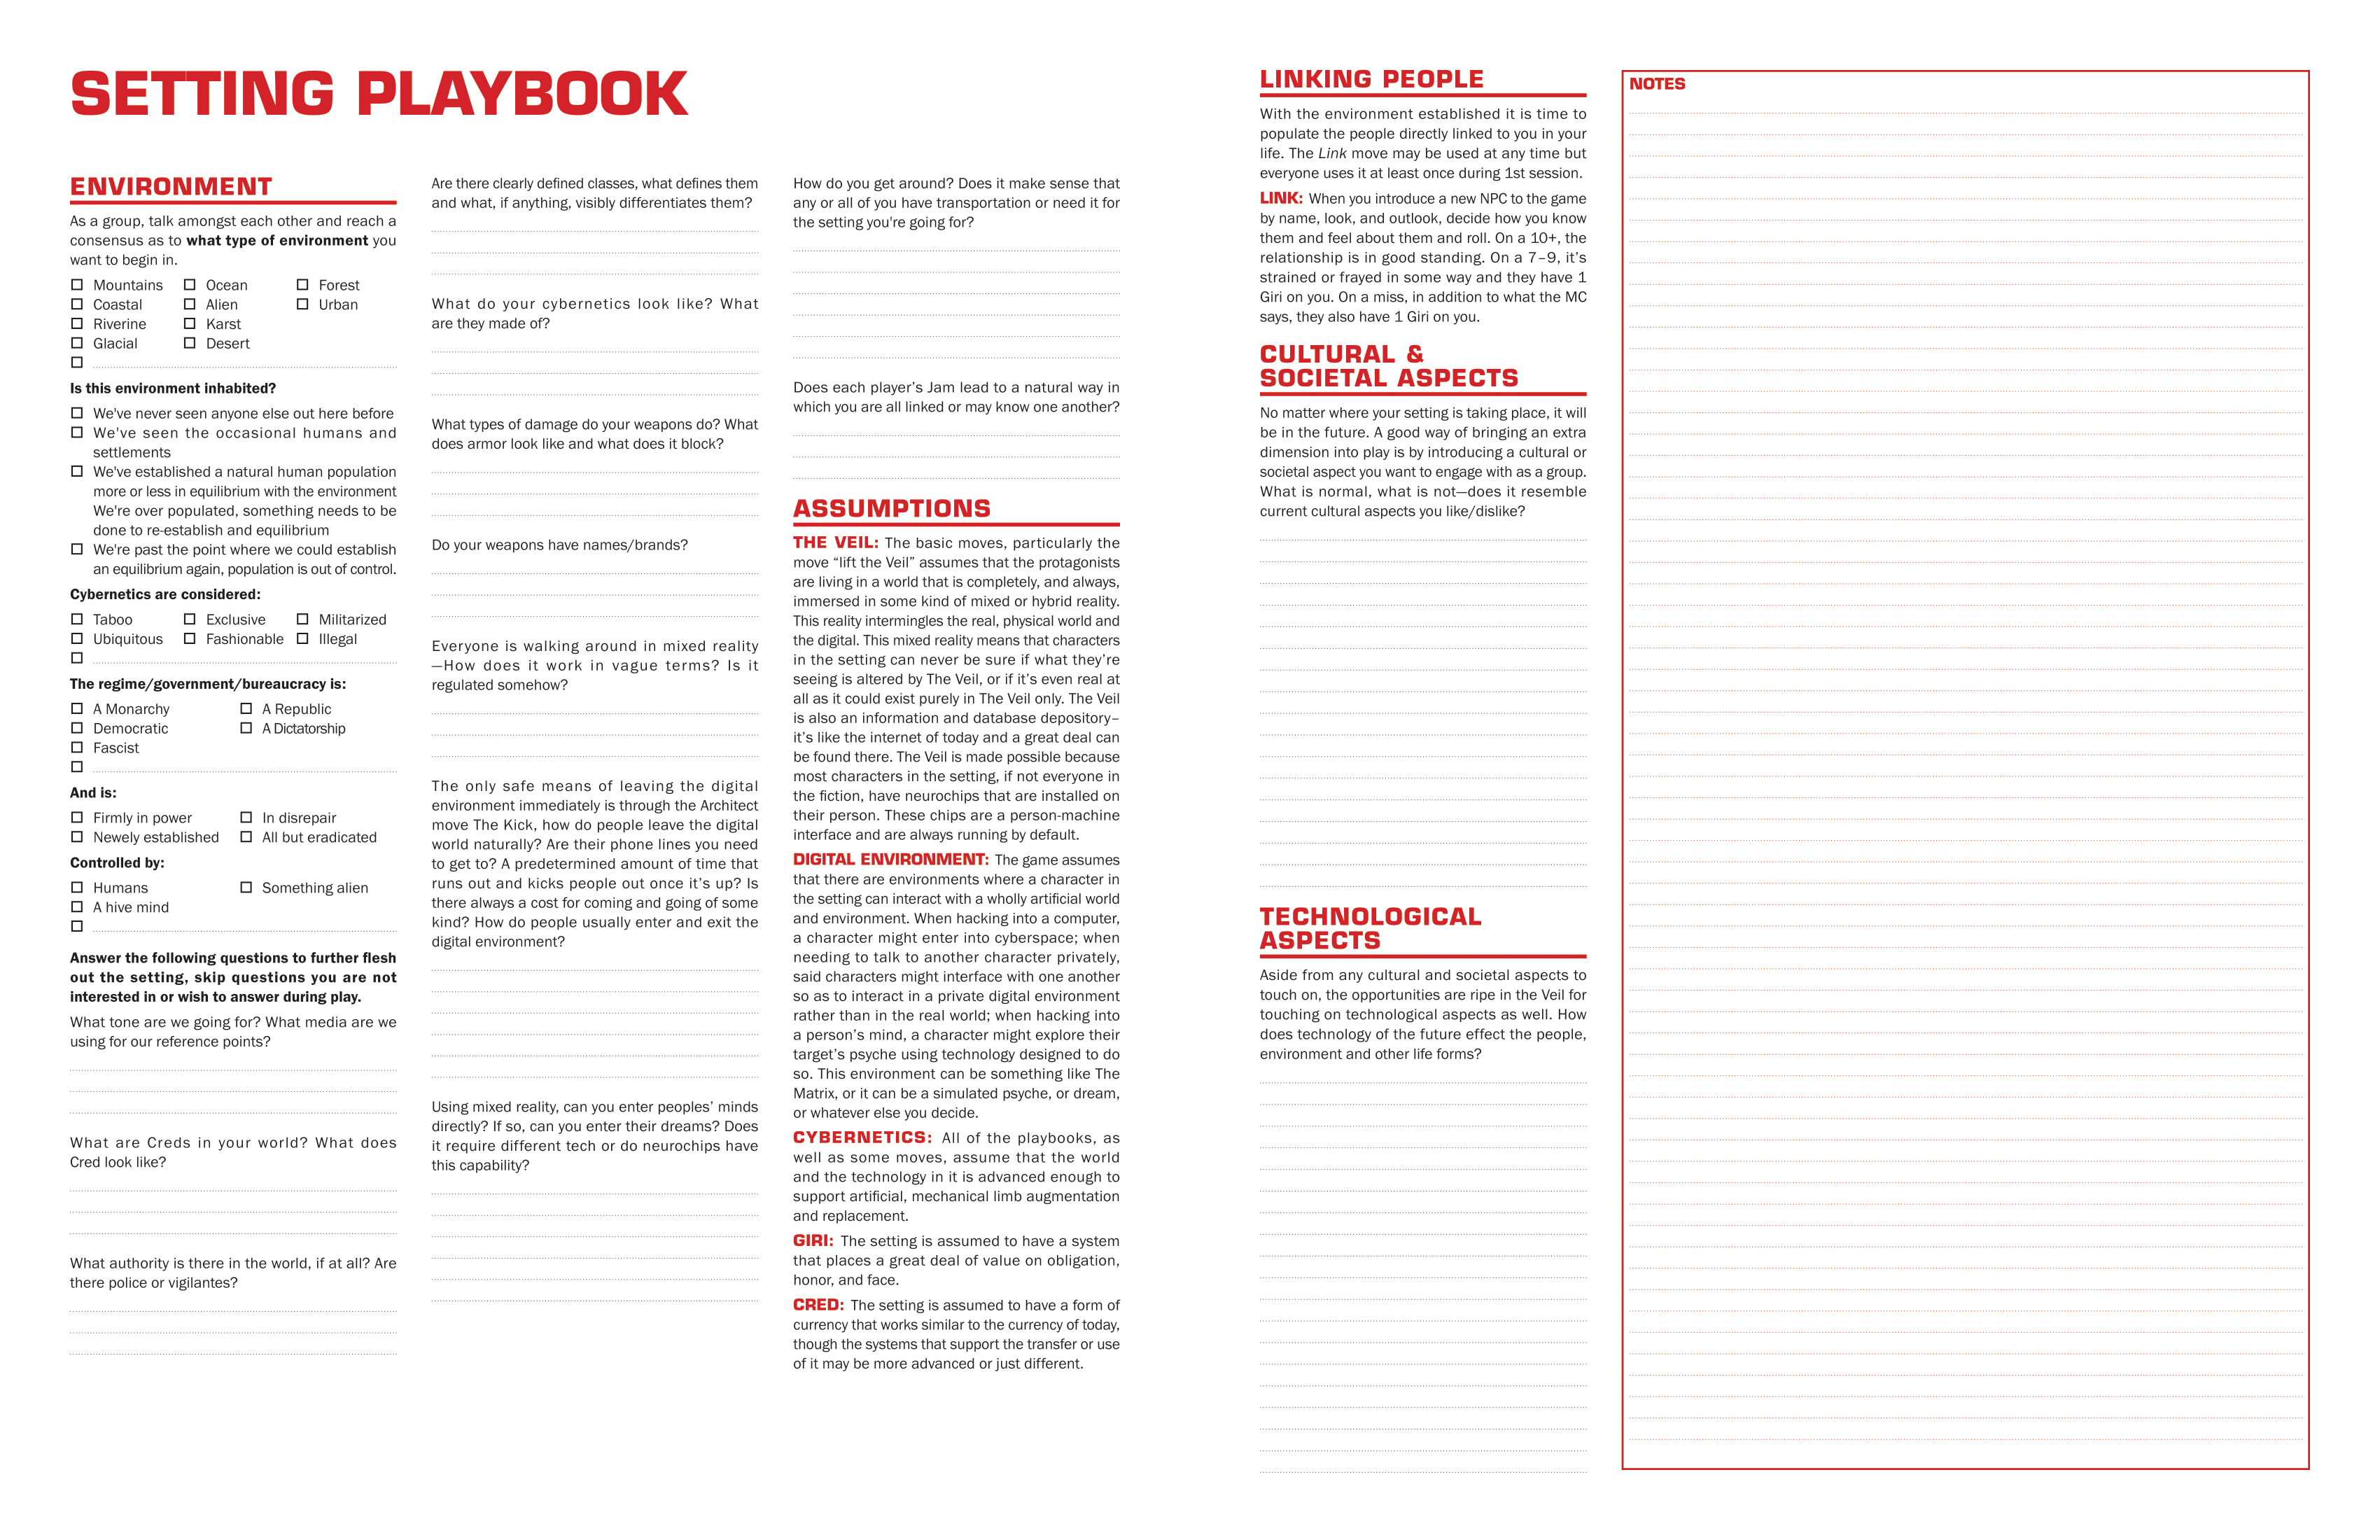 SETTING PLAYBOOK
ENVIRONMENT
As a group, talk amongst each other and reach a
consensus as to what type of environment you
want to begin in.
Mountains Ocean Forest
Coastal Alien Urban
Riverine Karst
Glacial Desert
Is this environment inhabited?
We've never seen anyone else out here before
We've seen the occasional humans and
settlements
We've established a natural human population
more or less in equilibrium with the environment
We're over populated, something needs to be
done to re-establish and equilibrium
We're past the point where we could establish
an equilibrium again, population is out of control.
Cybernetics are considered:
Taboo Exclusive Militarized
Ubiquitous Fashionable Illegal
The regime/government/bureaucracy is:
A Monarchy A Republic
Democratic A Dictatorship
Fascist
And is:
Firmly in power In disrepair
Newly established All but eradicated
Controlled by:
Humans Something alien
A hive mind
Answer the following questions to further flesh
out the setting, skip questions you are not
interested in or wish to answer during play.
What tone are we going for? What media are we
using for our reference points?
What are Creds in your world? What does
Cred look like?
What authority is there in the world, if at all? Are
there police or vigilantes?
Are there clearly defined classes, what defines them
and what, if anything, visibly differentiates them?
What do your cybernetics look like? What
are they made of?
What types of damage do your weapons do? What
does armor look like and what does it block?
Do your weapons have names/brands?
Everyone is walking around in mixed reality
—How does it work in vague terms? Is it
regulated somehow?
The only safe means of leaving the digital
environment immediately is through the Architect
move The Kick, how do people leave the digital
world naturally? Are their phone lines you need
to get to? A predetermined amount of time that
runs out and kicks people out once it's up? Is
there always a cost for coming and going of some
kind? How do people usually enter and exit the
digital environment?
Using mixed reality, can you enter peoples' minds
directly? If so, can you enter their dreams? Does
it require different tech or do neurochips have
this capability?
How do you get around? Does it make sense that
any or all of you have transportation or need it for
the setting you're going for?
Does each player's Jam lead to a natural way in
which you are all linked or may know one another?
ASSUMPTIONS
THE VEIL: The basic moves, particularly the
move “lift the Veil” assumes that the protagonists
are living in a world that is completely, and always,
immersed in some kind of mixed or hybrid reality.
This reality intermingles the real, physical world and
the digital. This mixed reality means that characters
in the setting can never be sure if what they're
seeing is altered by The Veil, or if it's even real at
all as it could exist purely in The Veil only. The Veil
is also an information and database depository–
it's like the internet of today and a great deal can
be found there. The Veil is made possible because
most characters in the setting, if not everyone in
the fiction, have neurochips that are installed on
their person. These chips are a person-machine
interface and are always running by default.
DIGITAL ENVIRONMENT: The game assumes
that there are environments where a character in
the setting can interact with a wholly artificial world
and environment. When hacking into a computer,
a character might enter into cyberspace; when
needing to talk to another character privately,
said characters might interface with one another
so as to interact in a private digital environment
rather than in the real world; when hacking into
a person's mind, a character might explore their
target's psyche using technology designed to do
so. This environment can be something like The
Matrix, or it can be a simulated psyche, or dream,
or whatever else you decide.
CYBERNETICS: All of the playbooks, as
well as some moves, assume that the world
and the technology in it is advanced enough to
support artificial, mechanical limb augmentation
and replacement.
GIRI: The setting is assumed to have a system
that places a great deal of value on obligation,
honor, and face.
CRED: The setting is assumed to have a form of
currency that works similar to the currency of today,
though the systems that support the transfer or use
of it may be more advanced or just different.
LINKING PEOPLE
With the environment established it is time to
populate the people directly linked to you in your
life. The Link move may be used at any time but
everyone uses it at least once during 1st session.
LINK: When you introduce a new NPC to the game
by name, look, and outlook, decide how you know
them and feel about them and roll. On a 10+, the
relationship is in good standing. On a 7–9, it's
strained or frayed in some way and they have 1
Giri on you. On a miss, in addition to what the MC
says, they also have 1 Giri on you.
CULTURAL &
SOCIETAL ASPECTS
No matter where your setting is taking place, it will
be in the future. A good way of bringing an extra
dimension into play is by introducing a cultural or
societal aspect you want to engage with as a group.
What is normal, what is not—does it resemble
current cultural aspects you like/dislike?
TECHNOLOGICAL
ASPECTS
Aside from any cultural and societal aspects to
touch on, the opportunities are ripe in the Veil for
touching on technological aspects as well. How
does technology of the future effect the people,
environment and other life forms?
NOTES